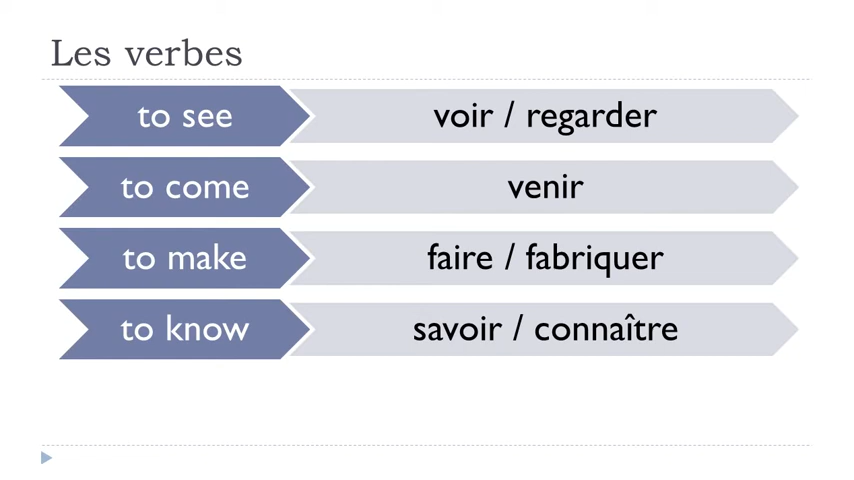 Les verbes
to see voir / regarder
to come venir
to make faire / fabriquer
to know savoir / connaître